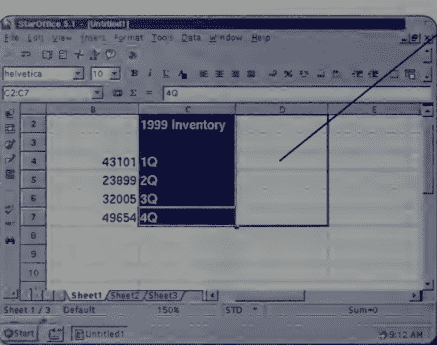 StarOffice 5.1 - [Untitled1]
File Edit View Insert Format Tools Data Window Help
helvetica 10 B i U A
C2:C7 Σ = 4Q
B C D E
2 1999 Inventory
3
4 43101 1Q
5 23899 2Q
6 32005 3Q
7 49654 4Q
8
9
10
Sheet1 Sheet2 Sheet3
Sheet 1 / 3 Default 150% STD * Sum=0
Start Untitled1 9:12 AM